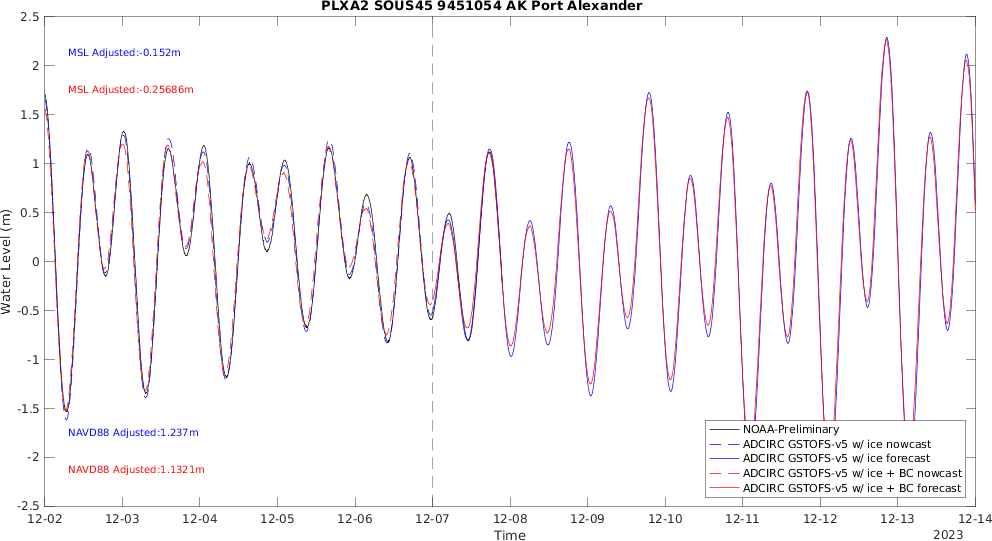 PLXA2 SOUS45 9451054 AK Port Alexander
MSL Adjusted:-0.152m
MSL Adjusted:-0.25686m
NAVD88 Adjusted:1.237m
NAVD88 Adjusted:1.1321m
Water Level (m)
2.5
2
1.5
1
0.5
0
-0.5
-1
-1.5
-2
-2.5
NOAA-Preliminary
ADCIRC GSTOFS-v5 w/ ice nowcast
ADCIRC GSTOFS-v5 w/ ice forecast
ADCIRC GSTOFS-v5 w/ ice + BC nowcast
ADCIRC GSTOFS-v5 w/ ice + BC forecast
12-02 12-03 12-04 12-05 12-06 12-07 12-08 12-09 12-10 12-11 12-12 12-13 12-14
Time
2023